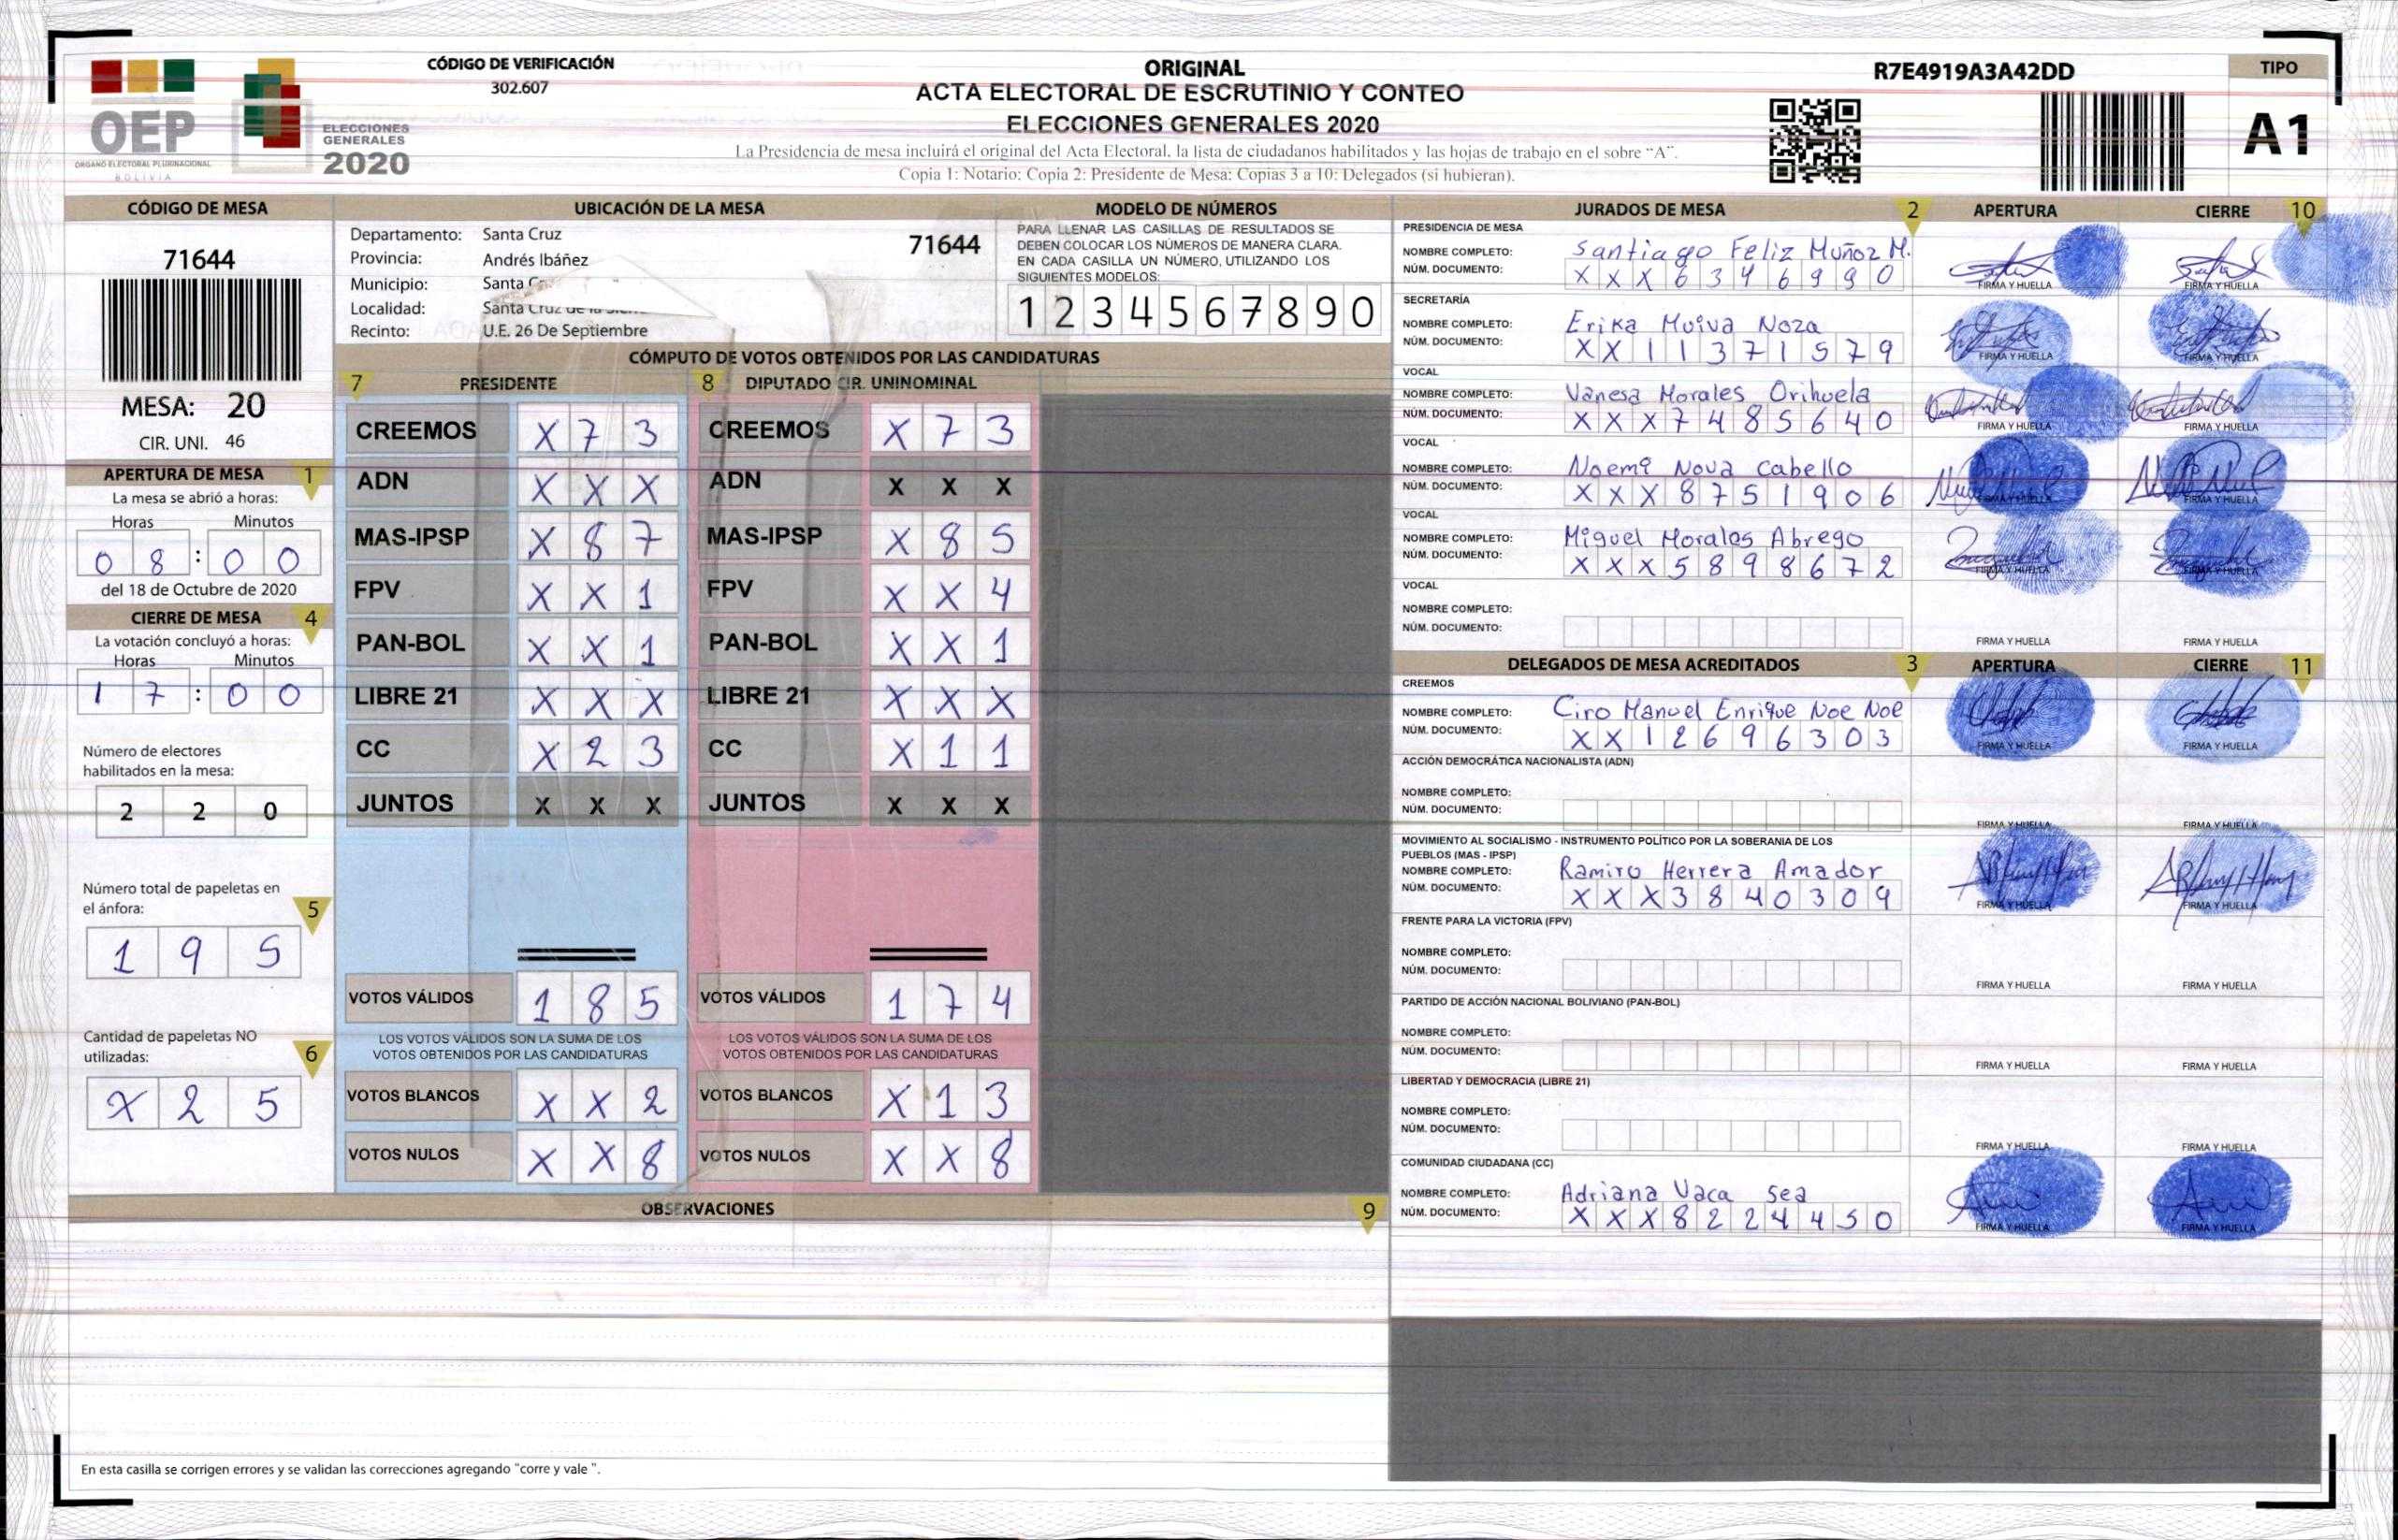 OEP
ÓRGANO ELECTORAL PLURINACIONAL
BOLIVIA
ELECCIONES
GENERALES
2020
CÓDIGO DE VERIFICACIÓN
302.607
ORIGINAL
ACTA ELECTORAL DE ESCRUTINIO Y CONTEO
ELECCIONES GENERALES 2020
La Presidencia de mesa incluirá el original del Acta Electoral, la lista de ciudadanos habilitados y las hojas de trabajo en el sobre "A".
Copia 1: Notario: Copia 2: Presidente de Mesa: Copias 3 a 10: Delegados (si hubieran).
R7E4919A3A42DD
TIPO
A1
CÓDIGO DE MESA
71644
MESA: 20
CIR. UNI. 46
APERTURA DE MESA 1
La mesa se abrió a horas:
Horas Minutos
0 8 : 0 0
del 18 de Octubre de 2020
CIERRE DE MESA 4
La votación concluyó a horas:
Horas Minutos
1 7 : 0 0
Número de electores
habilitados en la mesa:
2 2 0
Número total de papeletas en
el ánfora: 5
1 9 5
Cantidad de papeletas NO
utilizadas: 6
X 2 5
UBICACIÓN DE LA MESA
Departamento: Santa Cruz
71644
Provincia: Andrés Ibáñez
Municipio: Santa
Localidad: Santa Cruz de la
Recinto: U.E. 26 De Septiembre
MODELO DE NÚMEROS
PARA LLENAR LAS CASILLAS DE RESULTADOS SE
DEBEN COLOCAR LOS NÚMEROS DE MANERA CLARA.
EN CADA CASILLA UN NÚMERO, UTILIZANDO LOS
SIGUIENTES MODELOS:
1 2 3 4 5 6 7 8 9 0
CÓMPUTO DE VOTOS OBTENIDOS POR LAS CANDIDATURAS
7 PRESIDENTE 8 DIPUTADO CIR. UNINOMINAL
CREEMOS X 7 3 CREEMOS X 7 3
ADN X X X ADN X X X
MAS-IPSP X 8 7 MAS-IPSP X 8 5
FPV X X 1 FPV X X 4
PAN-BOL X X 1 PAN-BOL X X 1
LIBRE 21 X X X LIBRE 21 X X X
CC X 2 3 CC X 1 1
JUNTOS X X X JUNTOS X X X
VOTOS VÁLIDOS 1 8 5 VOTOS VÁLIDOS 1 7 4
LOS VOTOS VÁLIDOS SON LA SUMA DE LOS LOS VOTOS VÁLIDOS SON LA SUMA DE LOS
VOTOS OBTENIDOS POR LAS CANDIDATURAS VOTOS OBTENIDOS POR LAS CANDIDATURAS
VOTOS BLANCOS X X 2 VOTOS BLANCOS X 1 3
VOTOS NULOS X X 8 VOTOS NULOS X X 8
OBSERVACIONES 9
En esta casilla se corrigen errores y se validan las correcciones agregando "corre y vale ".
JURADOS DE MESA 2 APERTURA CIERRE 10
PRESIDENCIA DE MESA
NOMBRE COMPLETO: Santiago Feliz Muñoz M.
NÚM. DOCUMENTO: X X X 6 3 4 6 9 9 0
FIRMA Y HUELLA FIRMA Y HUELLA
SECRETARÍA
NOMBRE COMPLETO: Erika Muiva Noza
NÚM. DOCUMENTO: X X 1 1 3 7 1 5 7 9
FIRMA Y HUELLA FIRMA Y HUELLA
VOCAL
NOMBRE COMPLETO: Vanesa Morales Orihuela
NÚM. DOCUMENTO: X X X 7 4 8 5 6 4 0
FIRMA Y HUELLA FIRMA Y HUELLA
VOCAL
NOMBRE COMPLETO: Noemi Nova Cabello
NÚM. DOCUMENTO: X X X 8 7 5 1 9 0 6
FIRMA Y HUELLA FIRMA Y HUELLA
VOCAL
NOMBRE COMPLETO: Miguel Morales Abrego
NÚM. DOCUMENTO: X X X 5 8 9 8 6 7 2
FIRMA Y HUELLA FIRMA Y HUELLA
VOCAL
NOMBRE COMPLETO:
NÚM. DOCUMENTO:
FIRMA Y HUELLA FIRMA Y HUELLA
DELEGADOS DE MESA ACREDITADOS 3 APERTURA CIERRE 11
CREEMOS
NOMBRE COMPLETO: Ciro Manuel Enrique Noe Noe
NÚM. DOCUMENTO: X X 1 2 6 9 6 3 0 3
FIRMA Y HUELLA FIRMA Y HUELLA
ACCIÓN DEMOCRÁTICA NACIONALISTA (ADN)
NOMBRE COMPLETO:
NÚM. DOCUMENTO:
FIRMA Y HUELLA FIRMA Y HUELLA
MOVIMIENTO AL SOCIALISMO - INSTRUMENTO POLÍTICO POR LA SOBERANIA DE LOS
PUEBLOS (MAS - IPSP)
NOMBRE COMPLETO: Ramiro Herrera Amador
NÚM. DOCUMENTO: X X X 3 8 4 0 3 0 9
FIRMA Y HUELLA FIRMA Y HUELLA
FRENTE PARA LA VICTORIA (FPV)
NOMBRE COMPLETO:
NÚM. DOCUMENTO:
FIRMA Y HUELLA FIRMA Y HUELLA
PARTIDO DE ACCIÓN NACIONAL BOLIVIANO (PAN-BOL)
NOMBRE COMPLETO:
NÚM. DOCUMENTO:
FIRMA Y HUELLA FIRMA Y HUELLA
LIBERTAD Y DEMOCRACIA (LIBRE 21)
NOMBRE COMPLETO:
NÚM. DOCUMENTO:
FIRMA Y HUELLA FIRMA Y HUELLA
COMUNIDAD CIUDADANA (CC)
NOMBRE COMPLETO: Adriana Vaca Sea
NÚM. DOCUMENTO: X X X 8 2 2 4 4 5 0
FIRMA Y HUELLA FIRMA Y HUELLA